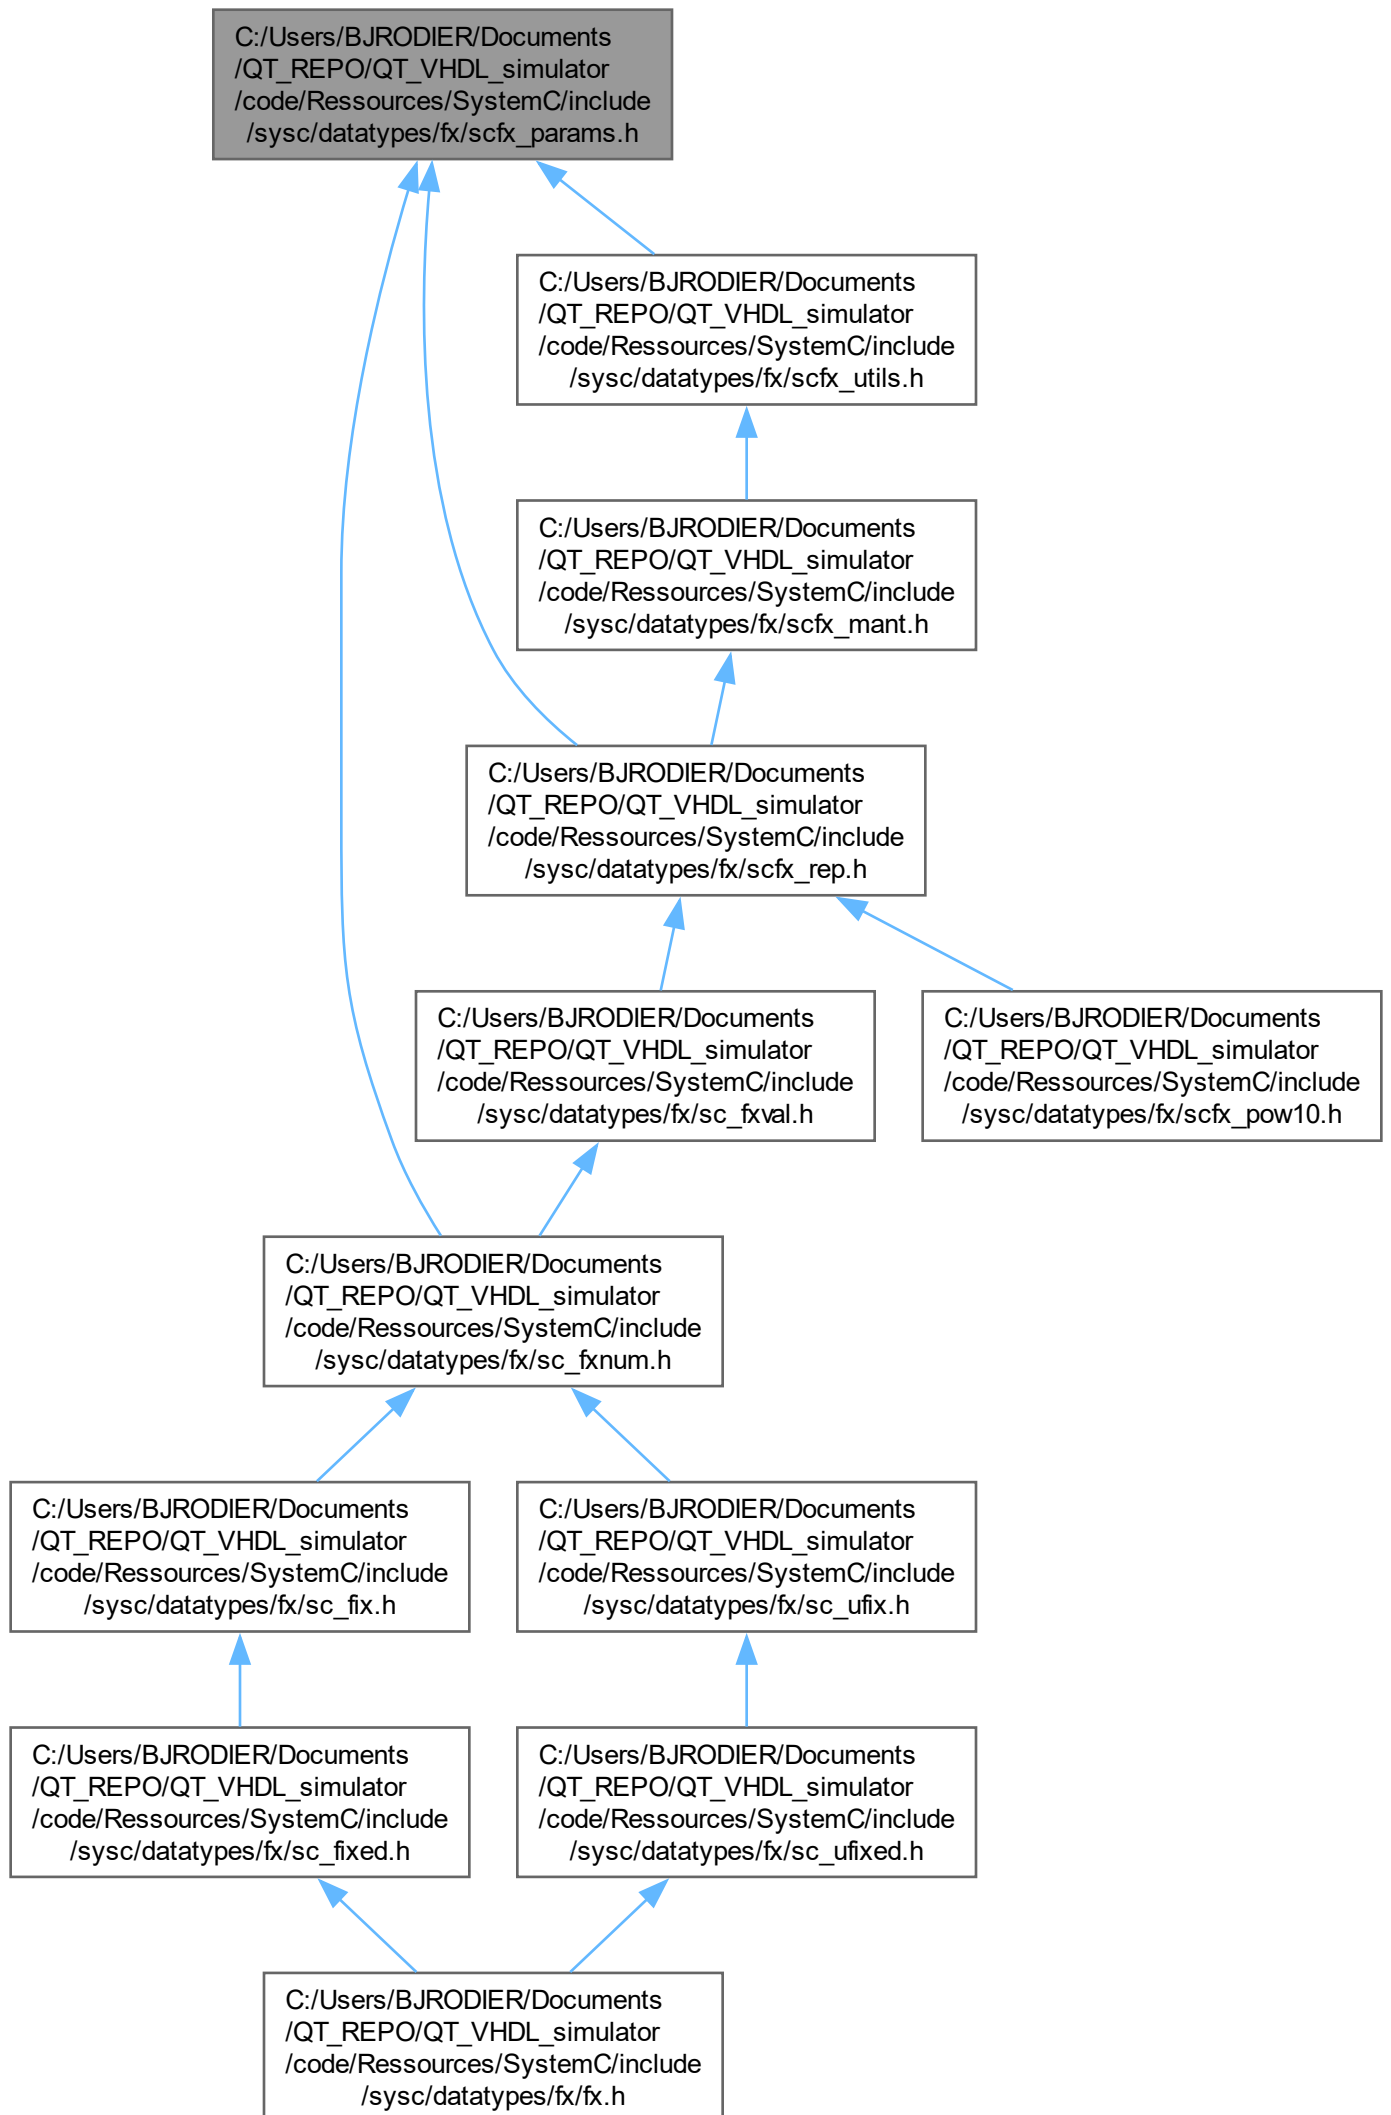 C:/Users/BJRODIER/Documents
/QT_REPO/QT_VHDL_simulator
/code/Ressources/SystemC/include
/sysc/datatypes/fx/scfx_params.h
C:/Users/BJRODIER/Documents
/QT_REPO/QT_VHDL_simulator
/code/Ressources/SystemC/include
/sysc/datatypes/fx/scfx_utils.h
C:/Users/BJRODIER/Documents
/QT_REPO/QT_VHDL_simulator
/code/Ressources/SystemC/include
/sysc/datatypes/fx/scfx_mant.h
C:/Users/BJRODIER/Documents
/QT_REPO/QT_VHDL_simulator
/code/Ressources/SystemC/include
/sysc/datatypes/fx/scfx_rep.h
C:/Users/BJRODIER/Documents
/QT_REPO/QT_VHDL_simulator
/code/Ressources/SystemC/include
/sysc/datatypes/fx/sc_fxval.h
C:/Users/BJRODIER/Documents
/QT_REPO/QT_VHDL_simulator
/code/Ressources/SystemC/include
/sysc/datatypes/fx/scfx_pow10.h
C:/Users/BJRODIER/Documents
/QT_REPO/QT_VHDL_simulator
/code/Ressources/SystemC/include
/sysc/datatypes/fx/sc_fxnum.h
C:/Users/BJRODIER/Documents
/QT_REPO/QT_VHDL_simulator
/code/Ressources/SystemC/include
/sysc/datatypes/fx/sc_fix.h
C:/Users/BJRODIER/Documents
/QT_REPO/QT_VHDL_simulator
/code/Ressources/SystemC/include
/sysc/datatypes/fx/sc_ufix.h
C:/Users/BJRODIER/Documents
/QT_REPO/QT_VHDL_simulator
/code/Ressources/SystemC/include
/sysc/datatypes/fx/sc_fixed.h
C:/Users/BJRODIER/Documents
/QT_REPO/QT_VHDL_simulator
/code/Ressources/SystemC/include
/sysc/datatypes/fx/sc_ufixed.h
C:/Users/BJRODIER/Documents
/QT_REPO/QT_VHDL_simulator
/code/Ressources/SystemC/include
/sysc/datatypes/fx/fx.h